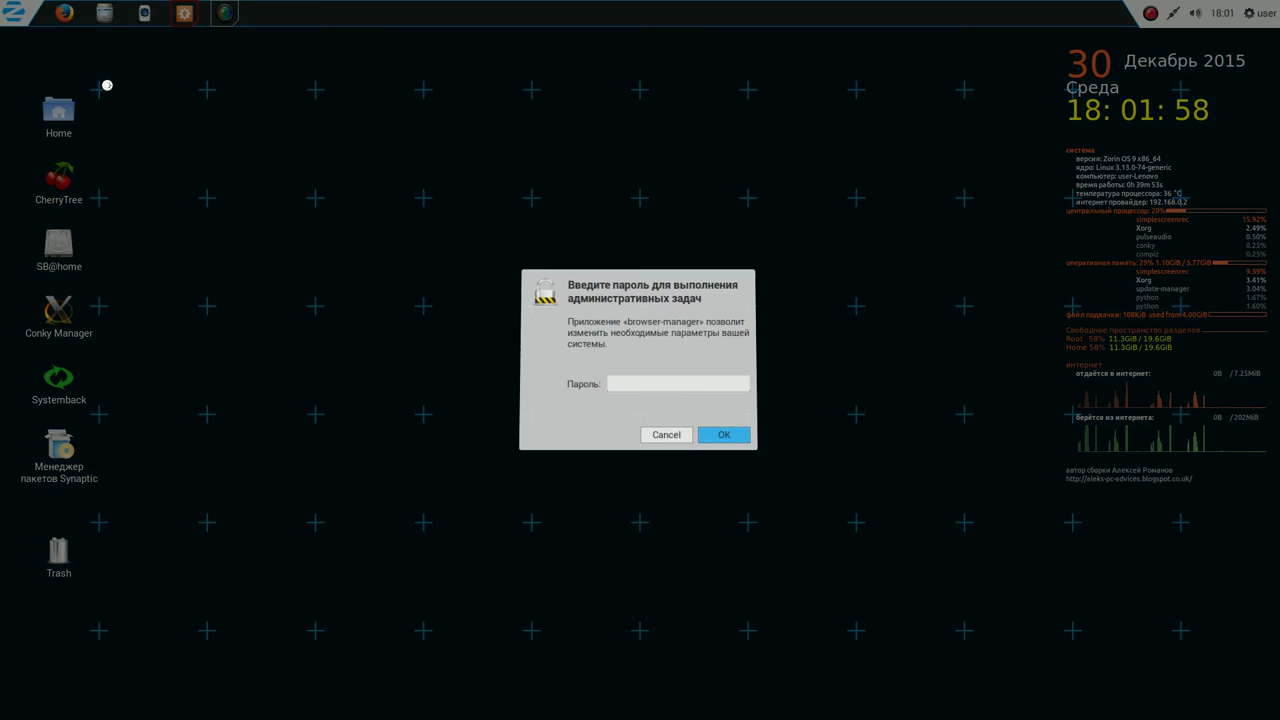 18:01
user
30
Декабрь 2015
Среда
18: 01: 58
Home
CherryTree
SB@home
Conky Manager
Systemback
Менеджер
пакетов Synaptic
Trash
Введите пароль для выполнения
административных задач
Приложение «browser-manager» позволит
изменить необходимые параметры вашей
системы.
Пароль:
Cancel
OK
система
версия: Zorin OS 9 x86_64
ядро: Linux 3.13.0-74-generic
компьютер: user-Lenovo
время работы: 0h 39m 53s
температура процессора: 36 °C
интернет провайдер: 192.168.0.2
центральный процессор: 20%
simplescreenrec 15.92%
Xorg 2.49%
pulseaudio 0.50%
conky 0.25%
compiz 0.25%
оперативная память: 29% 1.10GiB / 3.77GiB
simplescreenrec 9.39%
Xorg 3.41%
update-manager 3.04%
python 1.67%
python 1.60%
файл подкачки: 108KiB used from 4.00GiB
Свободное пространство разделов
Root 58% 11.3GiB / 19.6GiB
Home 58% 11.3GiB / 19.6GiB
интернет
отдаётся в интернет: 0B / 7.25MiB
берётся из интернета: 0B / 202MiB
автор сборки Алексей Романов
http://aleks-pc-advices.blogspot.co.uk/